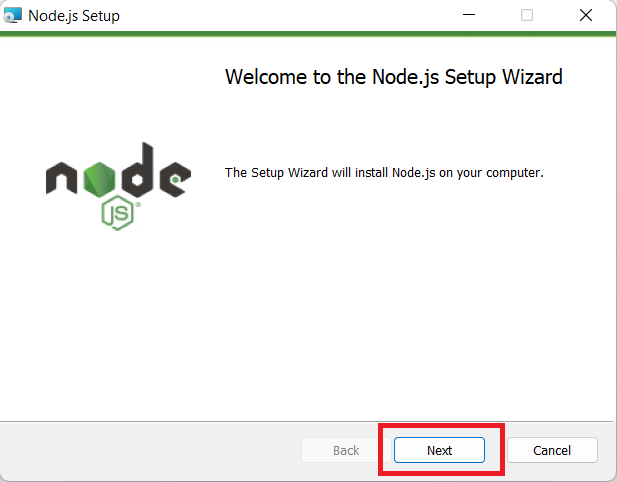 Node.js Setup
Welcome to the Node.js Setup Wizard
The Setup Wizard will install Node.js on your computer.
node
JS®
Back
Next
Cancel